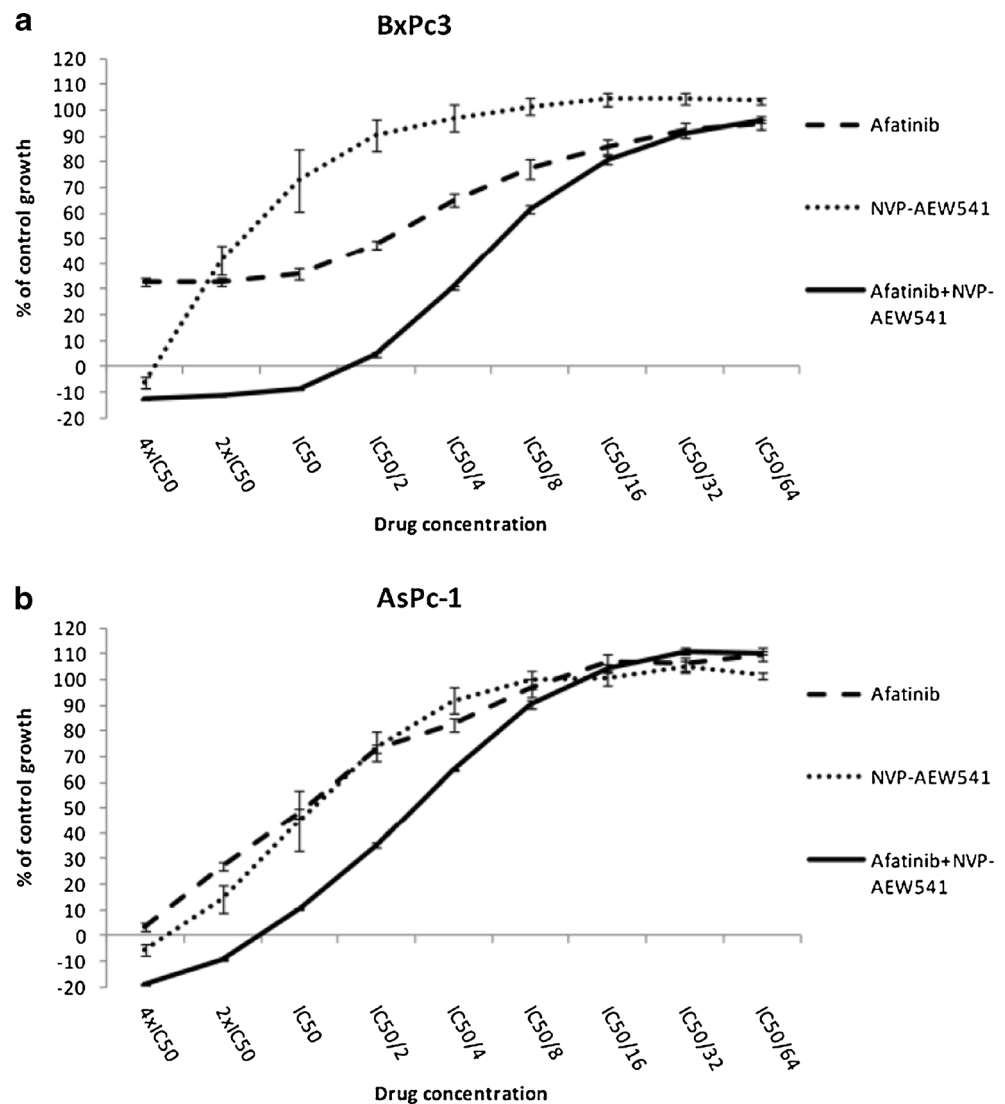 a
BxPc3
120
110
100
90
80
70
60
50
40
30
20
10
0
-10
-20
% of control growth
4xIC50
2xIC50
IC50
IC50/2
IC50/4
IC50/8
IC50/16
IC50/32
IC50/64
Drug concentration
Afatinib
NVP-AEW541
Afatinib+NVP-
AEW541
b
AsPc-1
120
110
100
90
80
70
60
50
40
30
20
10
0
-10
-20
% of control growth
4xIC50
2xIC50
IC50
IC50/2
IC50/4
IC50/8
IC50/16
IC50/32
IC50/64
Drug concentration
Afatinib
NVP-AEW541
Afatinib+NVP-
AEW541